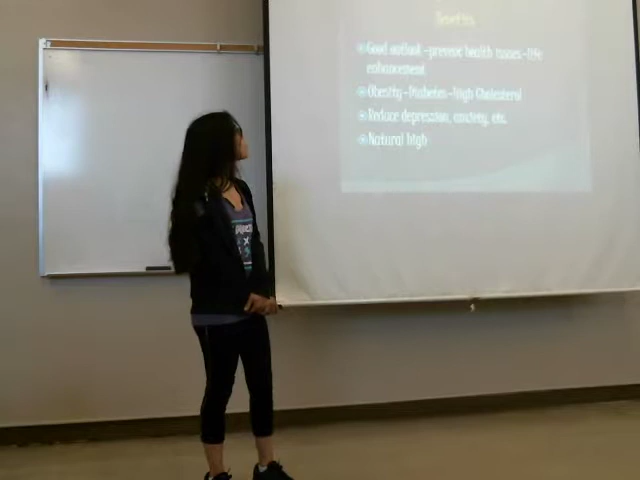 Benefits
Good outlook-prevent health issues-life
enhancement
Obesity-Diabetes-High Cholesterol
Reduce depression, anxiety, etc.
Natural high